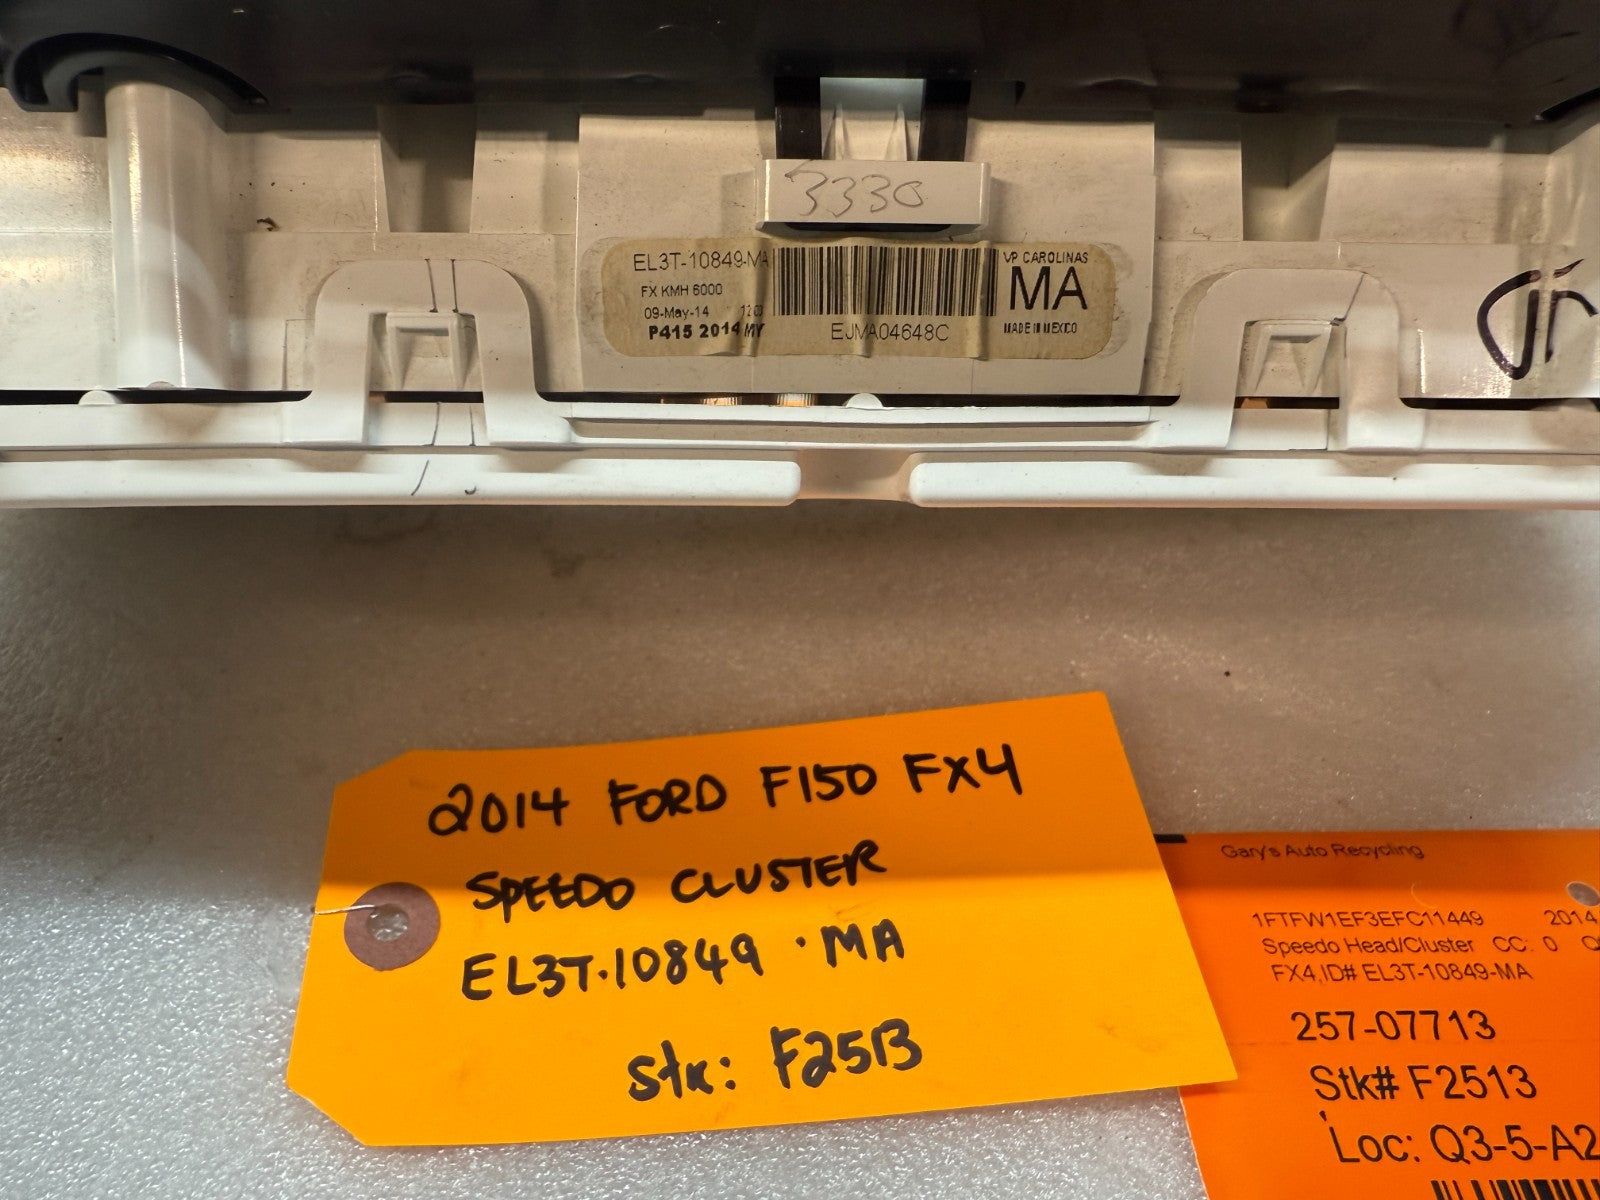 3330
EL3T-10849-MA
FX KMH 6000
09-May-14
P415 2014 MY
EJMA04648C
VP CAROLINAS
MA
MADE IN MEXICO
2014 FORD F150 FX4
SPEEDO CLUSTER
EL3T-10849-MA
Stk: F2513
Gary's Auto Recycling
1FTFW1EF3EFC11449 2014
Speedo Head/Cluster CC: 0
FX4,ID# EL3T-10849-MA
257-07713
Stk# F2513
Loc: Q3-5-A2